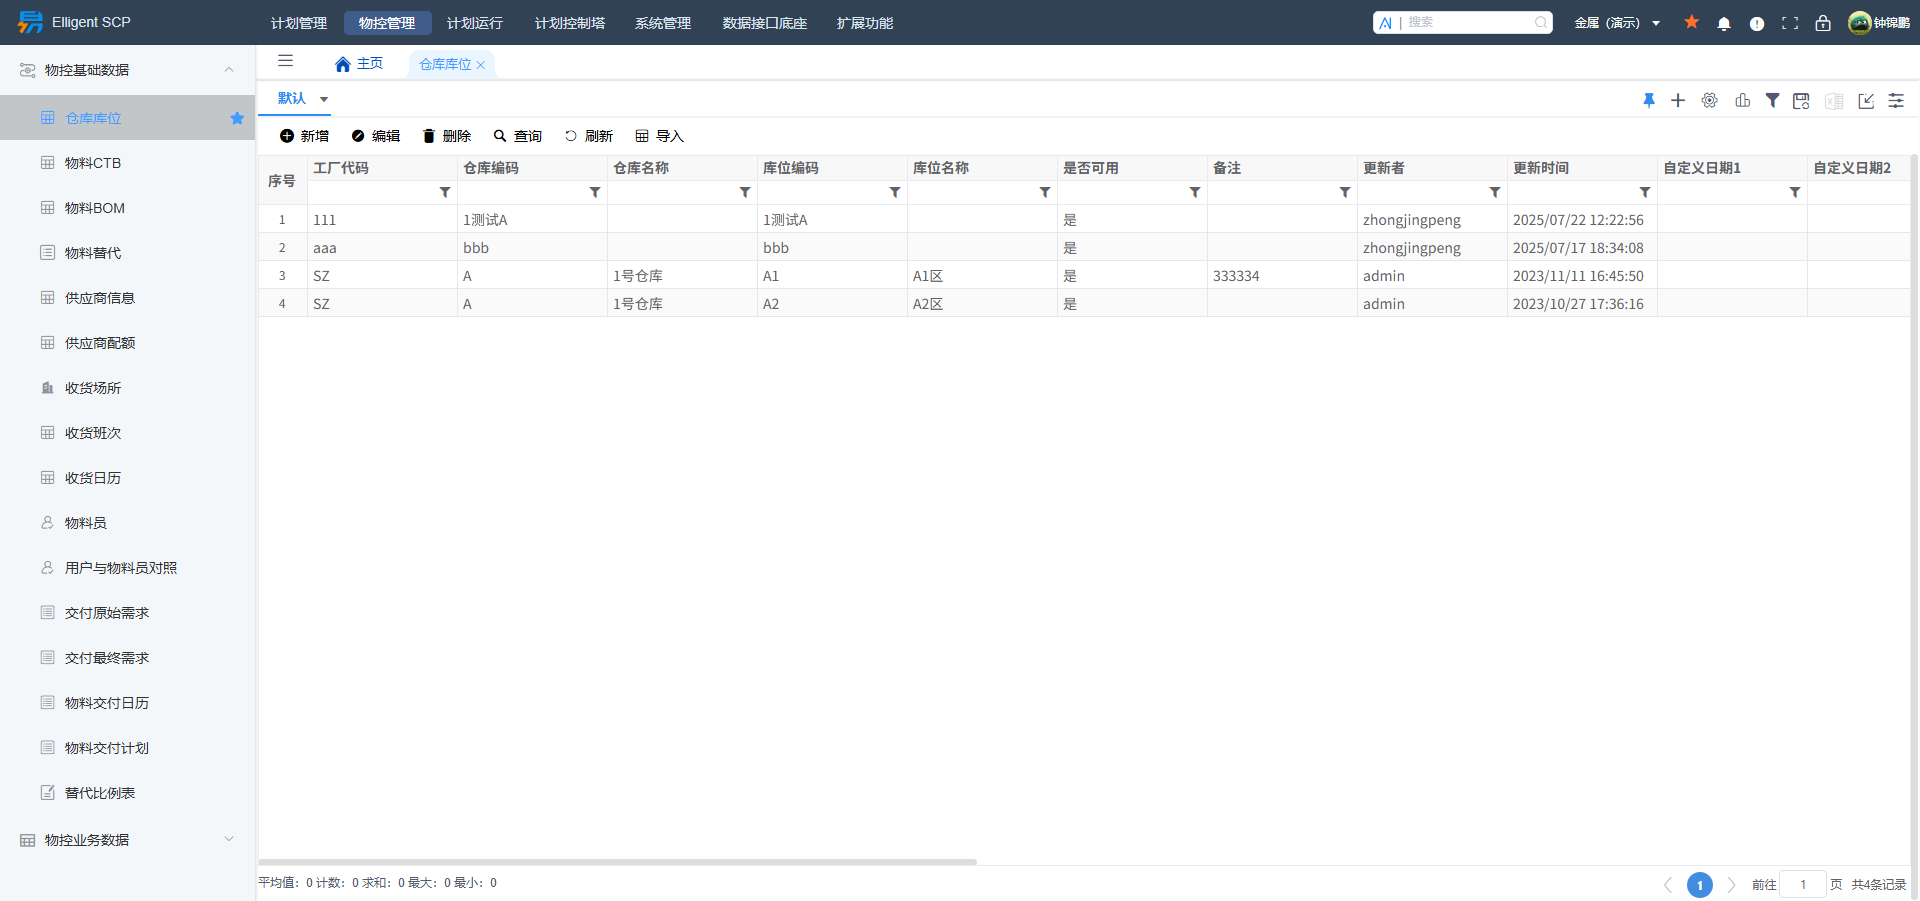 Elligent SCP 计划管理 物控管理 计划运行 计划控制塔 系统管理 数据接口底座 扩展功能 AI | 搜索 金属（演示） 钟锦鹏
物控基础数据
主页 仓库库位
默认
仓库库位
新增 编辑 删除 查询 刷新 导入
物料CTB
物料BOM
物料替代
供应商信息
供应商配额
收货场所
收货班次
收货日历
物料员
用户与物料员对照
交付原始需求
交付最终需求
物料交付日历
物料交付计划
替代比例表
物控业务数据
序号 工厂代码 仓库编码 仓库名称 库位编码 库位名称 是否可用 备注 更新者 更新时间 自定义日期1 自定义日期2
1 111 1测试A 1测试A 是 zhongjingpeng 2025/07/22 12:22:56
2 aaa bbb bbb 是 zhongjingpeng 2025/07/17 18:34:08
3 SZ A 1号仓库 A1 A1区 是 333334 admin 2023/11/11 16:45:50
4 SZ A 1号仓库 A2 A2区 是 admin 2023/10/27 17:36:16
平均值：0 计数：0 求和：0 最大：0 最小：0
1 前往 1 页 共4条记录